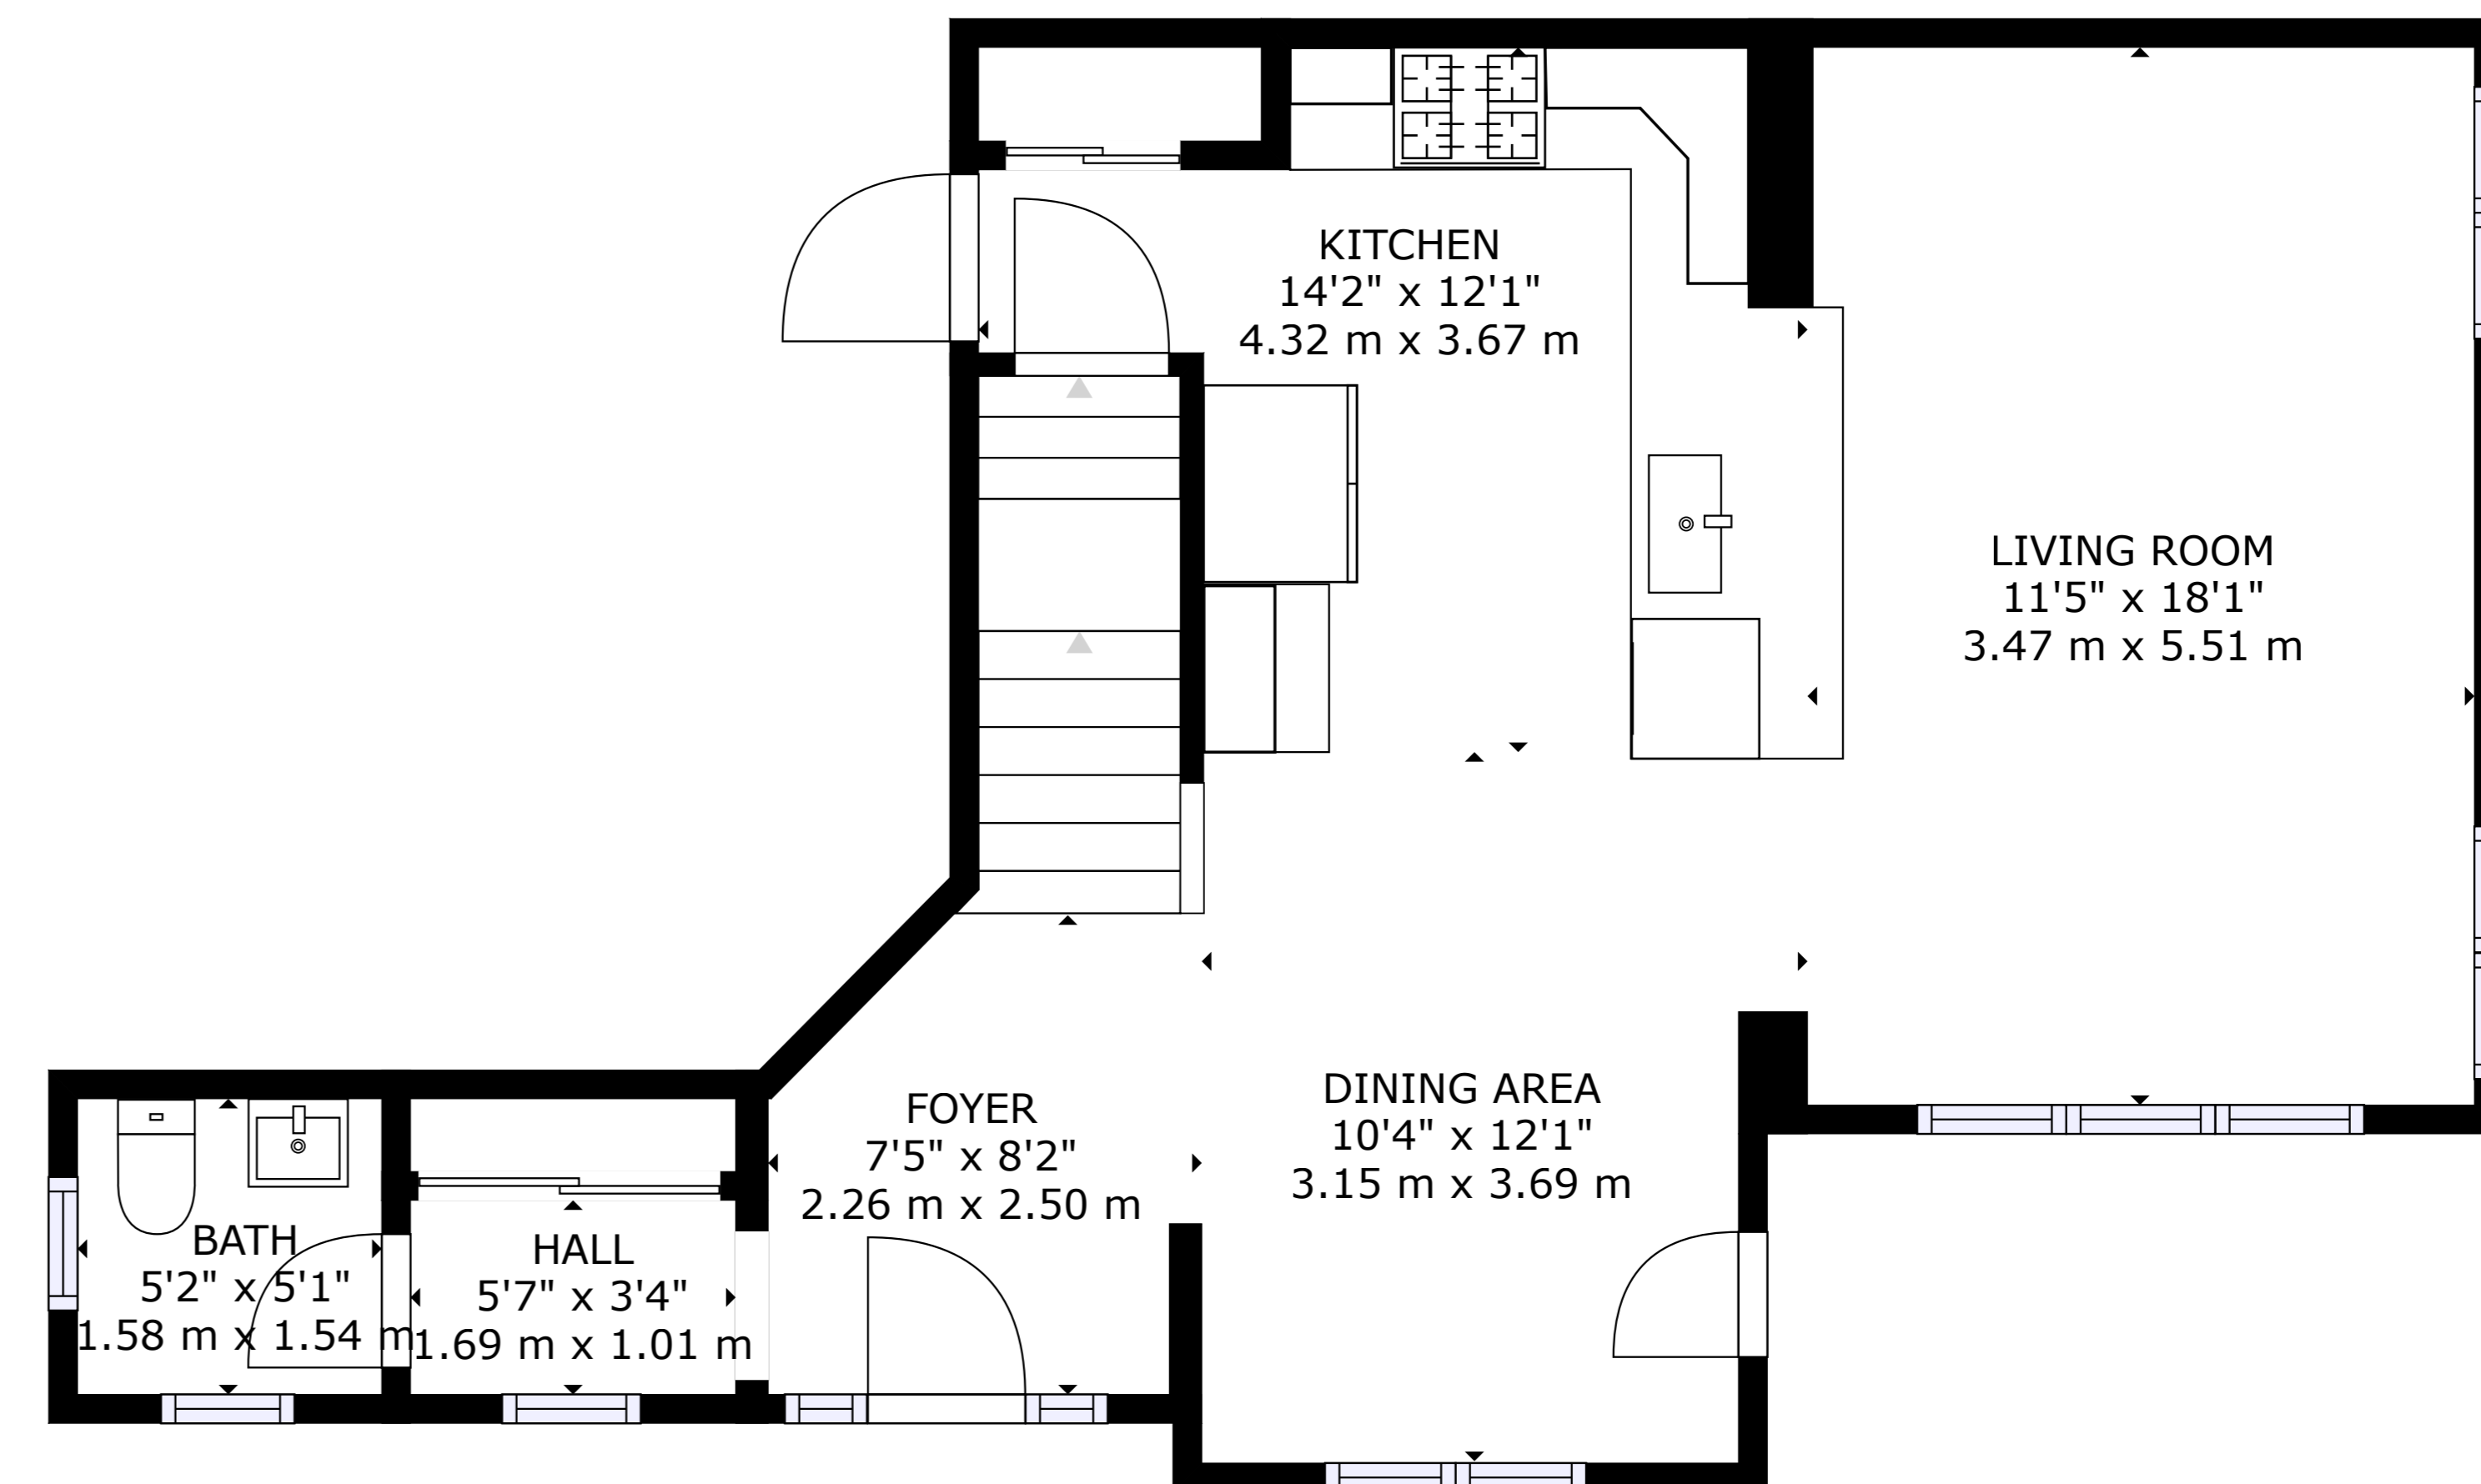 KITCHEN
14'2" x 12'1"
4.32 m x 3.67 m
LIVING ROOM
11'5" x 18'1"
3.47 m x 5.51 m
FOYER
7'5" x 8'2"
2.26 m x 2.50 m
DINING AREA
10'4" x 12'1"
3.15 m x 3.69 m
BATH
5'2" x 5'1"
1.58 m x 1.54 m
HALL
5'7" x 3'4"
1.69 m x 1.01 m